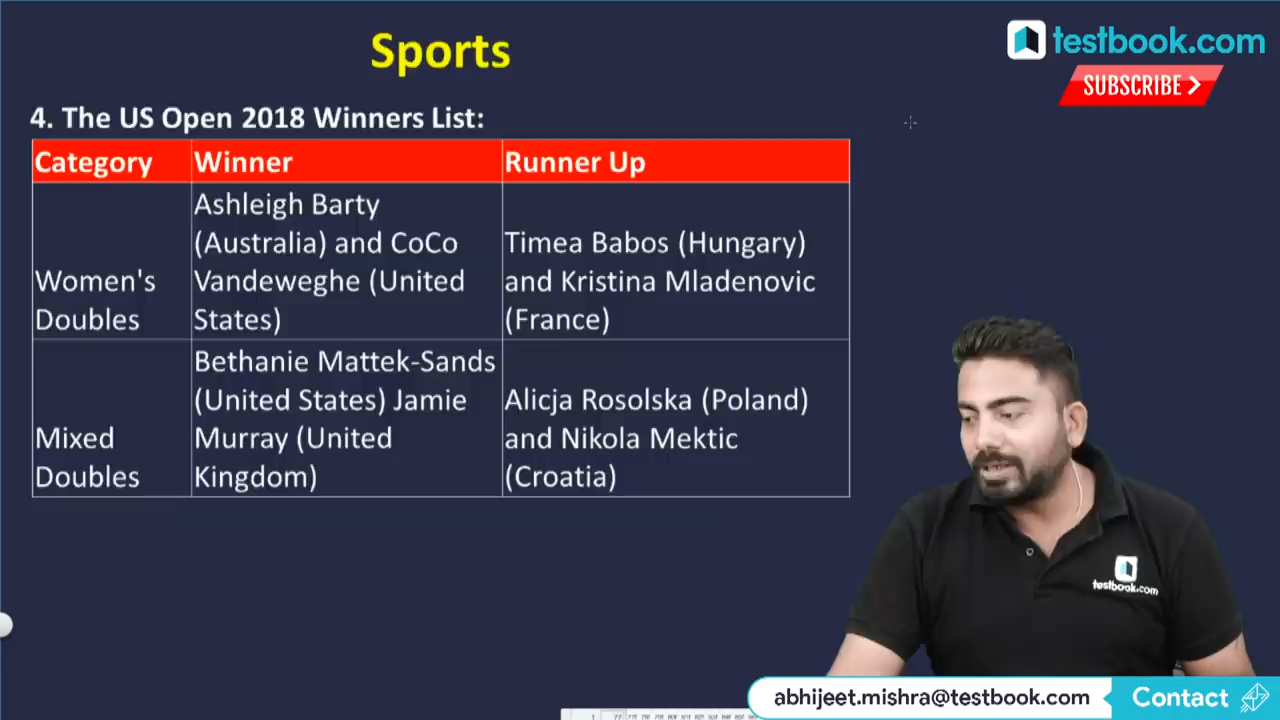 Sports
testbook.com
SUBSCRIBE
4. The US Open 2018 Winners List:
Category Winner Runner Up
Women's Doubles
Ashleigh Barty
(Australia) and CoCo
Vandeweghe (United
States)
Timea Babos (Hungary)
and Kristina Mladenovic
(France)
Mixed
Doubles
Bethanie Mattek-Sands
(United States) Jamie
Murray (United
Kingdom)
Alicja Rosolska (Poland)
and Nikola Mektic
(Croatia)
testbook.com
abhijeet.mishra@testbook.com
Contact